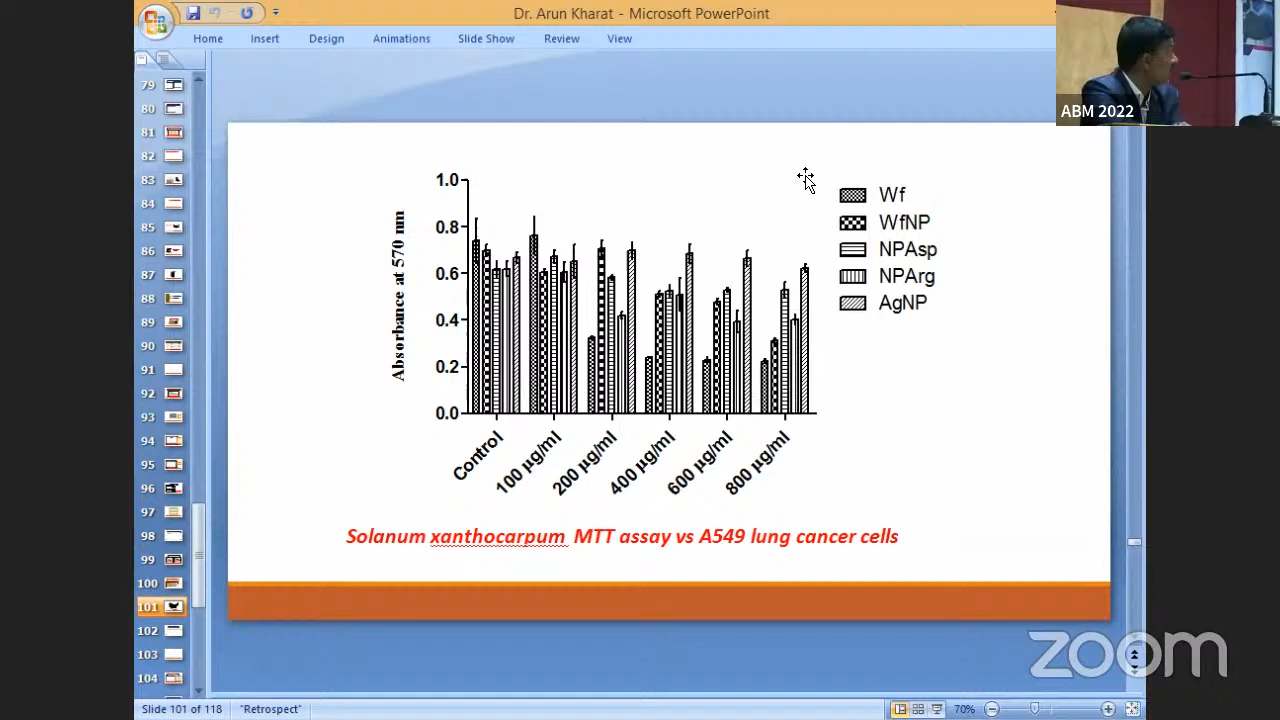 Dr. Arun Kharat - Microsoft PowerPoint
Home Insert Design Animations Slide Show Review View
ABM 2022
79
80
81
82
83
84
85
86
87
88
89
90
91
92
93
94
95
96
97
98
99
100
101
102
103
104
Absorbance at 570 nm
1.0
0.8
0.6
0.4
0.2
0.0
Control
100 µg/ml
200 µg/ml
400 µg/ml
600 µg/ml
800 µg/ml
Wf
WfNP
NPAsp
NPArg
AgNP
Solanum xanthocarpum MTT assay vs A549 lung cancer cells
zoom
Slide 101 of 118 "Retrospect" 70%